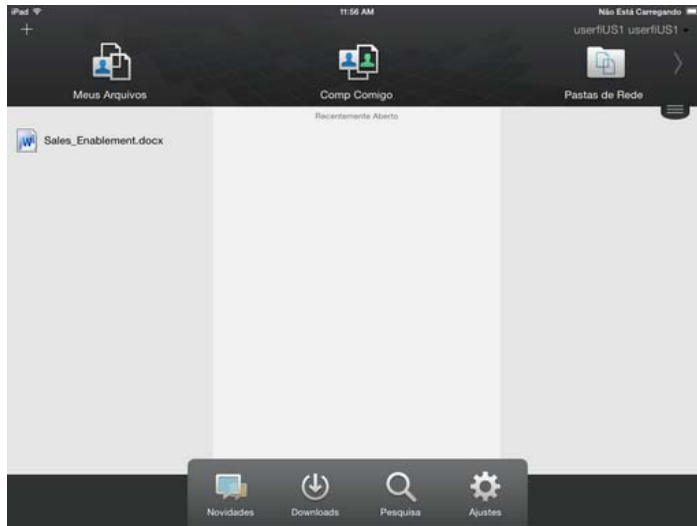 iPad
11:56 AM
Não Está Carregando
userfiUS1 userfiUS1
Meus Arquivos
Comp Comigo
Pastas de Rede
Recentemente Aberto
Sales_Enablement.docx
Novidades
Downloads
Pesquisa
Ajustes